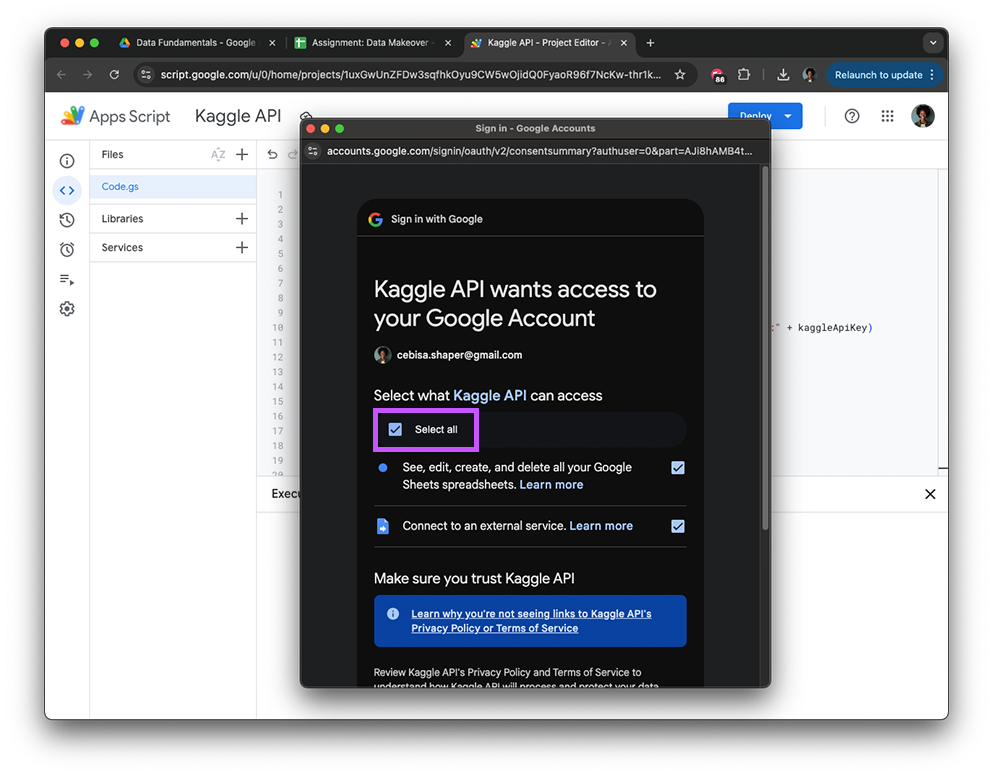 Data Fundamentals - Google
Assignment: Data Makeover -
Kaggle API - Project Editor - A
script.google.com/u/0/home/projects/1uxGwUnZFDw3sqfhkOyu9CW5wOjidQ0FyaoR96f7NcKw-thr1k...
86
Relaunch to update
Apps Script
Kaggle API
Deploy
Sign in - Google Accounts
accounts.google.com/signin/oauth/v2/consentsummary?authuser=0&part=AJi8hAMB4t...
Files
AZ
Code.gs
Libraries
Services
1
2
3
4
5
6
7
8
9
10
11
12
13
14
15
16
17
18
19
20
:" + kaggleApiKey)
Execu
Sign in with Google
Kaggle API wants access to
your Google Account
cebisa.shaper@gmail.com
Select what Kaggle API can access
Select all
See, edit, create, and delete all your Google
Sheets spreadsheets. Learn more
Connect to an external service. Learn more
Make sure you trust Kaggle API
Learn why you're not seeing links to Kaggle API's
Privacy Policy or Terms of Service
Review Kaggle API's Privacy Policy and Terms of Service to
understand how Kaggle API will process and protect your data.